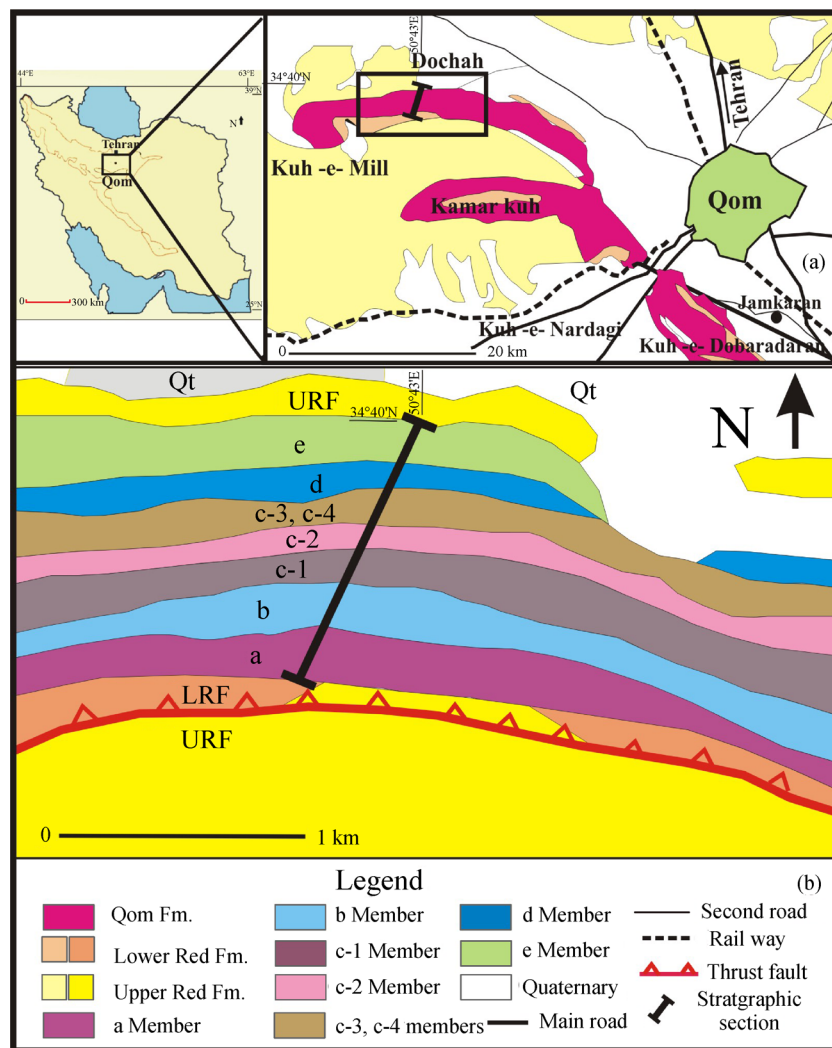 44°E
63°E
39°N
N
Tehran
Qom
0
300 km
25°N
50°43'E
34°40'N
Dochah
Tehran
Kuh -e- Mill
Kamar kuh
Qom
(a)
Jamkaran
Kuh -e- Nardagi
Kuh -e- Dobaradaran
0
20 km
Qt
URF
50°43'E
34°40'N
Qt
N
e
d
c-3, c-4
c-2
c-1
b
a
LRF
URF
0
1 km
Legend
(b)
Qom Fm.
b Member
d Member
Second road
Lower Red Fm.
c-1 Member
e Member
Rail way
Upper Red Fm.
c-2 Member
Quaternary
Thrust fault
a Member
c-3, c-4 members
Main road
Stratgraphic
section